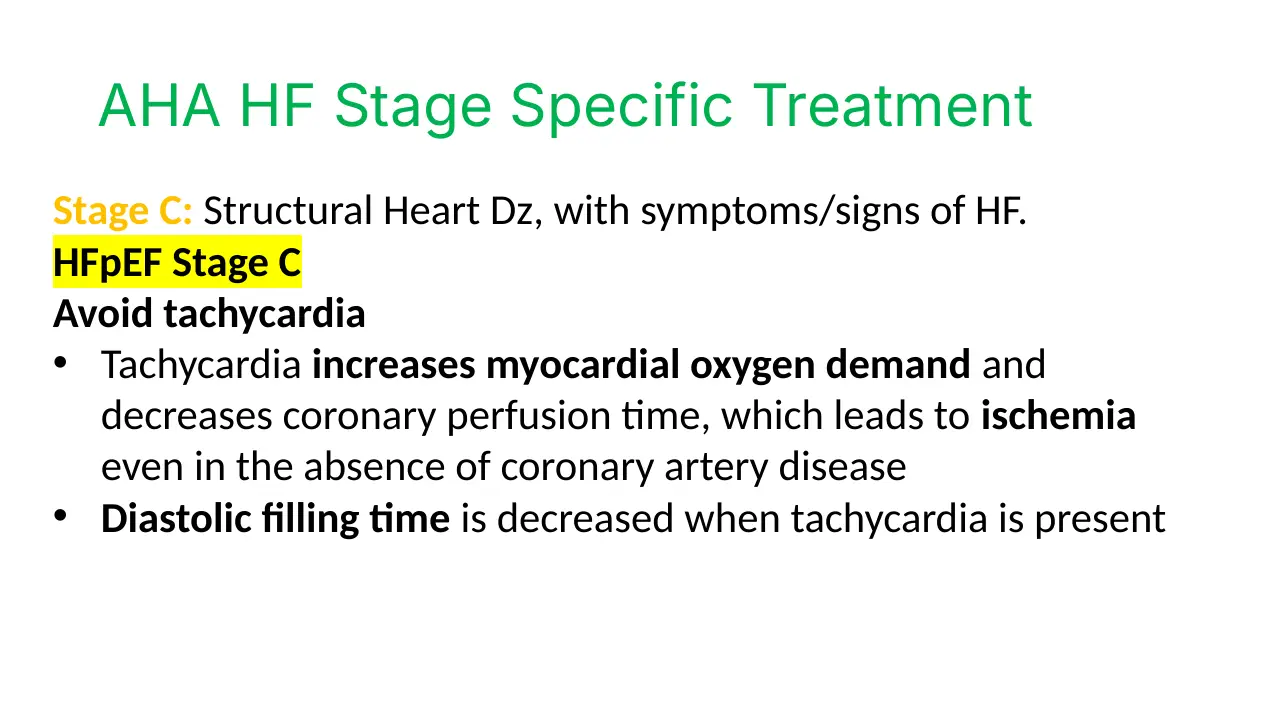 AHA HF Stage Specific Treatment
Stage C: Structural Heart Dz, with symptoms/signs of HF.
HFpEF Stage C
Avoid tachycardia
• Tachycardia increases myocardial oxygen demand and
decreases coronary perfusion time, which leads to ischemia
even in the absence of coronary artery disease
• Diastolic filling time is decreased when tachycardia is present